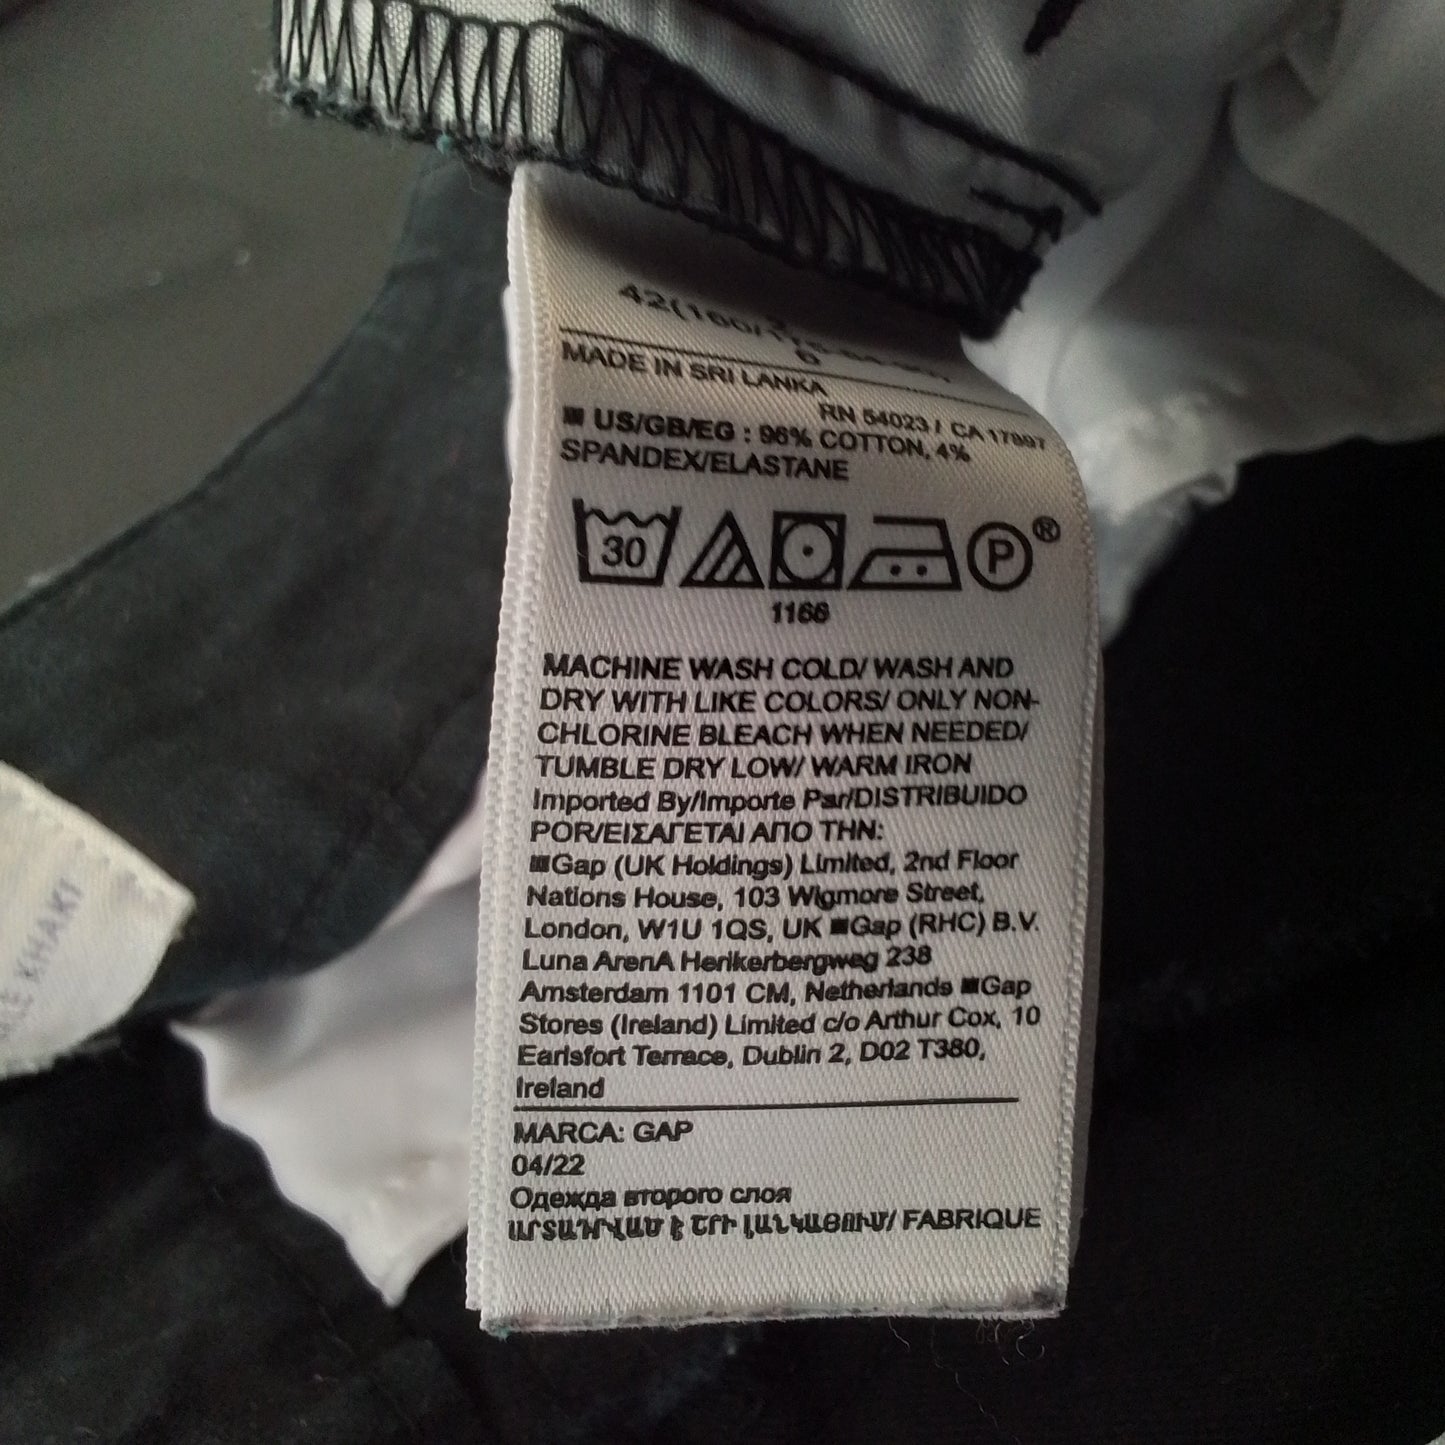 MADE IN SRI LANKA
RN 54023 / CA 17897
US/GB/EG : 96% COTTON, 4%
SPANDEX/ELASTANE
30 P®
1166
MACHINE WASH COLD/ WASH AND
DRY WITH LIKE COLORS/ ONLY NON-
CHLORINE BLEACH WHEN NEEDED/
TUMBLE DRY LOW/ WARM IRON
Imported By/Importe Par/DISTRIBUIDO
POR/ΕΙΣΑΓΕΤΑΙ ΑΠΟ ΤΗΝ:
Gap (UK Holdings) Limited, 2nd Floor
Nations House, 103 Wigmore Street,
London, W1U 1QS, UK Gap (RHC) B.V.
Luna ArenA Herikerbergweg 238
Amsterdam 1101 CM, Netherlands Gap
Stores (Ireland) Limited c/o Arthur Cox, 10
Earlsfort Terrace, Dublin 2, D02 T380,
Ireland
MARCA: GAP
04/22
Одежда второго слоя
ԱՐՏԱԴՐՎԱԾ Է ՇՐԻ ԼԱՆԿԱՅՈՒՄ/ FABRIQUE
KHAKI